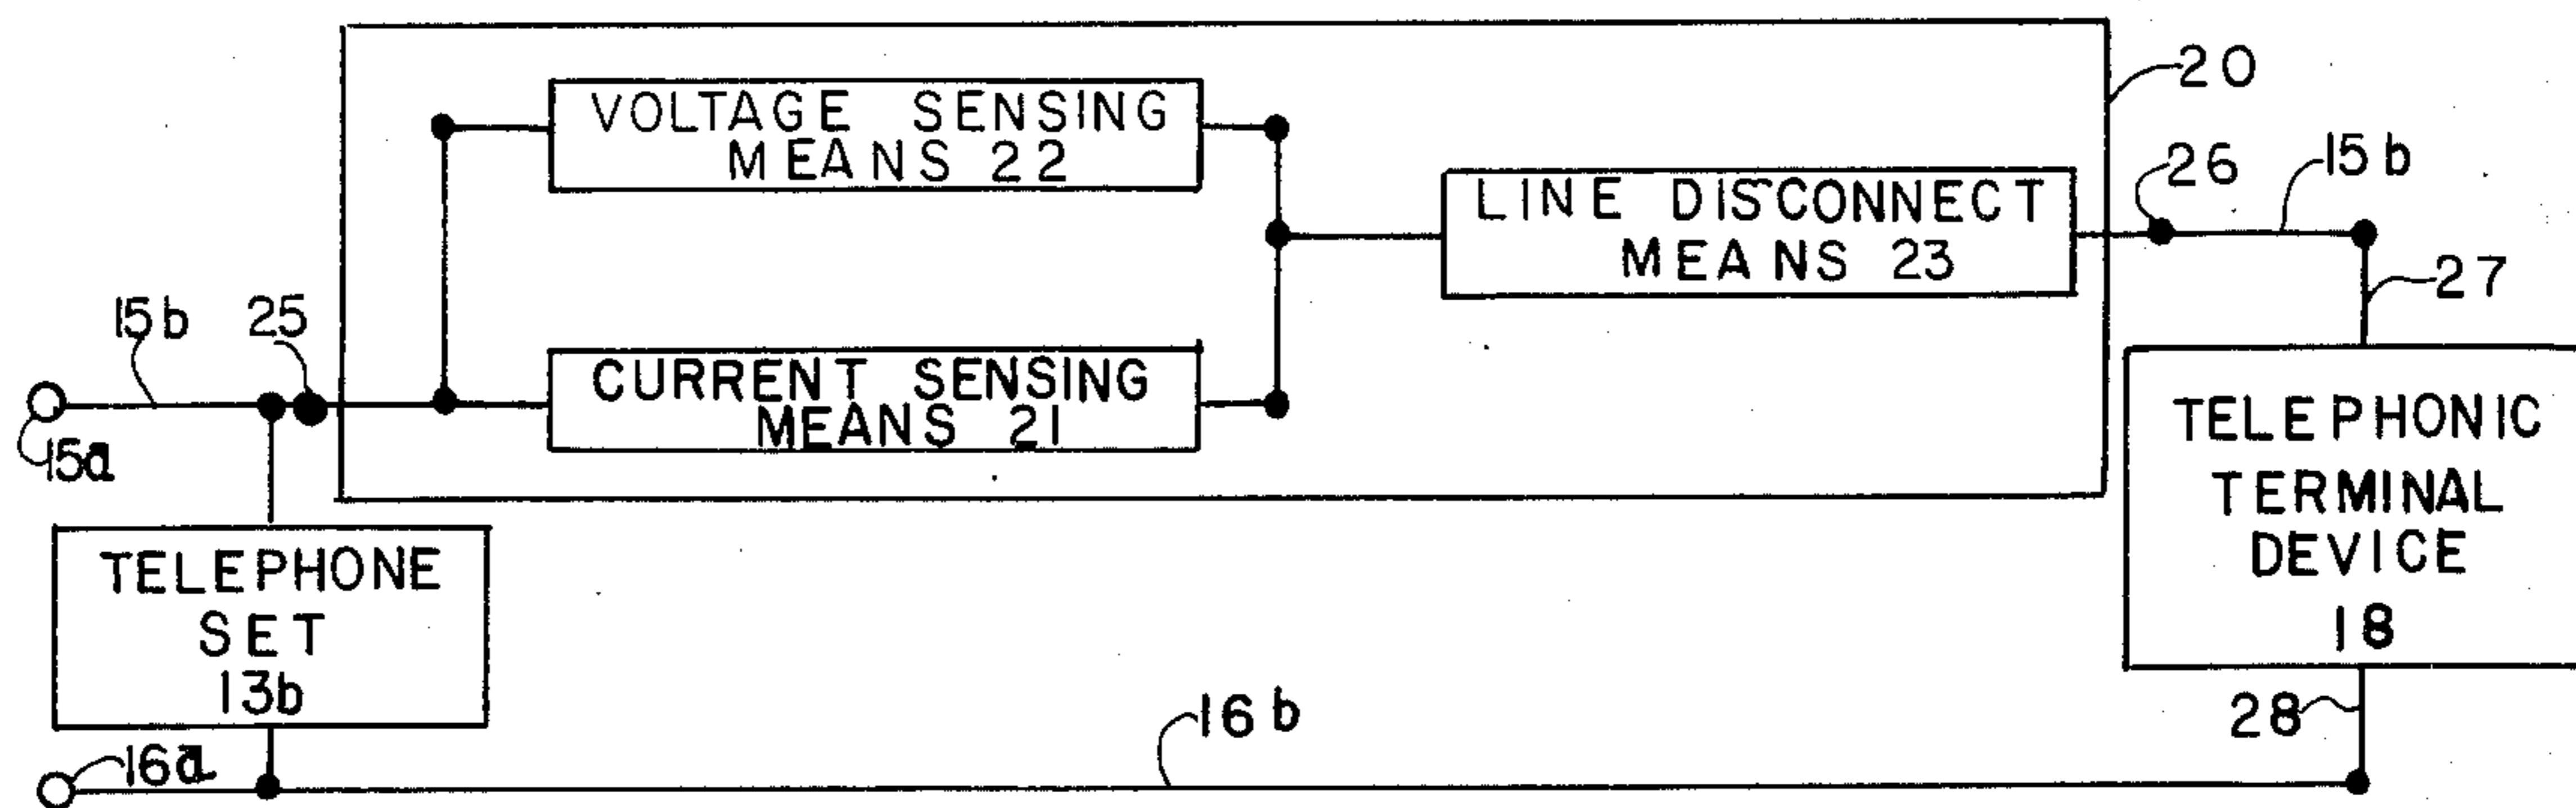 20
VOLTAGE SENSING
MEANS 22
26
15b
LINE DISCONNECT
MEANS 23
27
15b
25
CURRENT SENSING
MEANS 21
15a
TELEPHONIC
TERMINAL
DEVICE
18
TELEPHONE
SET
13b
16b
28
16a